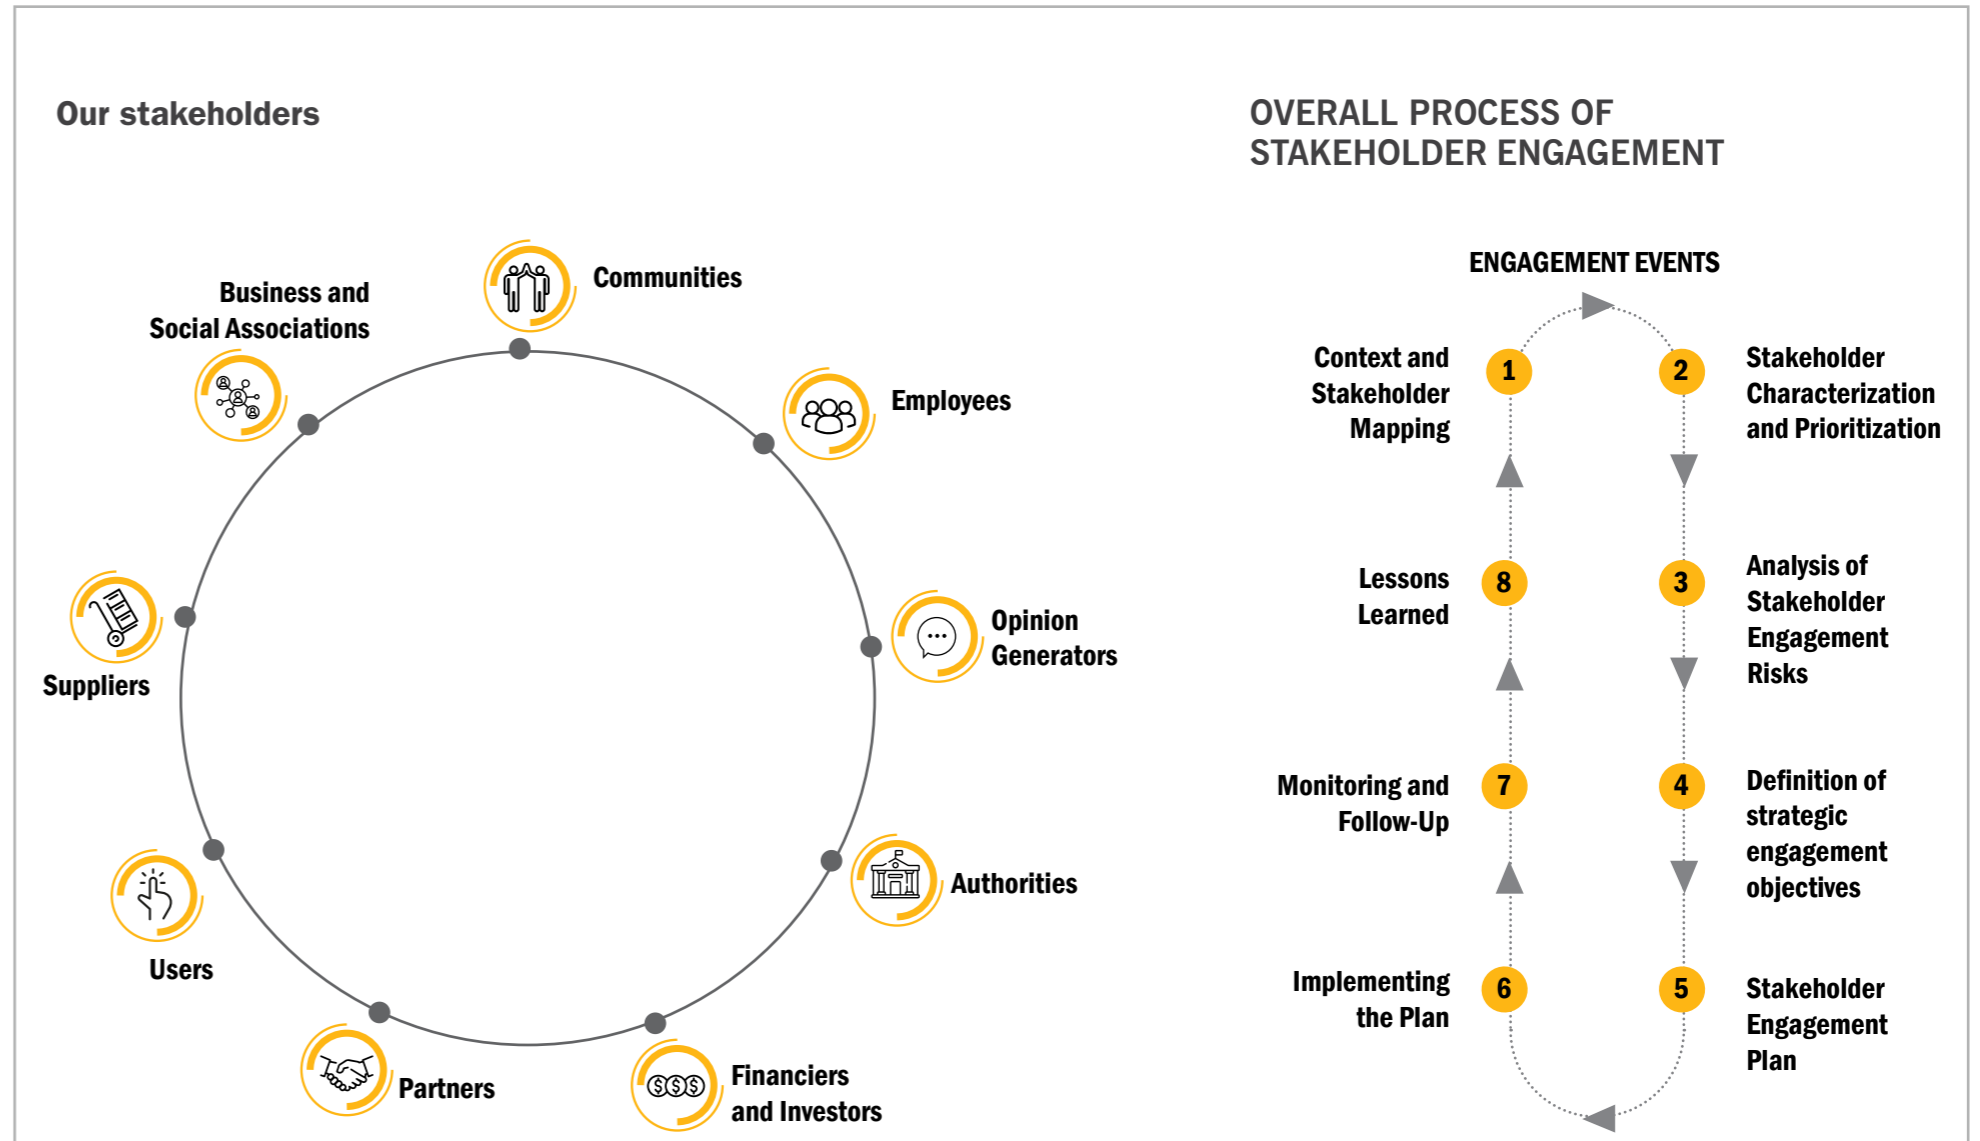 Our stakeholders
Communities
Business and
Social Associations
Employees
Opinion
Generators
Suppliers
Authorities
Users
Partners
Financiers
and Investors
OVERALL PROCESS OF
STAKEHOLDER ENGAGEMENT
ENGAGEMENT EVENTS
1
Context and
Stakeholder
Mapping
2
Stakeholder
Characterization
and Prioritization
3
Analysis of
Stakeholder
Engagement
Risks
4
Definition of
strategic
engagement
objectives
5
Stakeholder
Engagement
Plan
6
Implementing
the Plan
7
Monitoring and
Follow-Up
8
Lessons
Learned